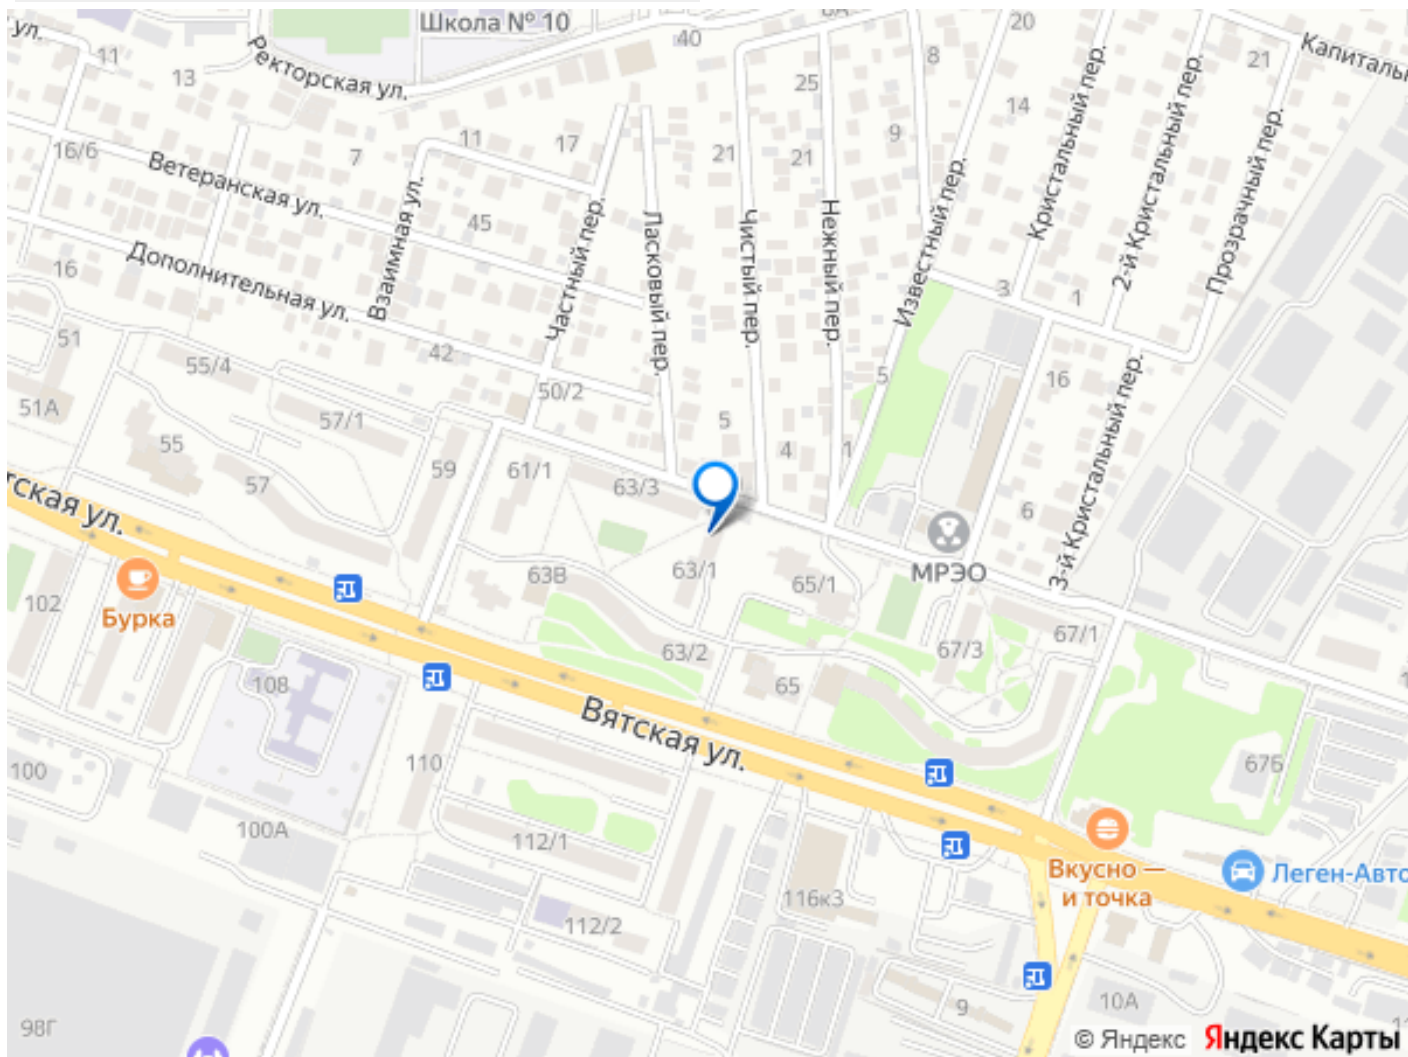 ул.
Школа № 10
6А
20
40
8
21
Капиталь
11
13
Ректорская ул.
25
14
Кристальный пер.
2-й Кристальный пер.
16/6
7
11
17
21
21
9
Ветеранская ул.
Взаимная ул.
45
Частный пер.
Ласковый пер.
Чистый пер.
Нежный пер.
Известный пер.
Прозрачный пер.
16
Дополнительная ул.
3
1
51
55/4
42
50/2
5
16
51А
57/1
5
55
59
61/1
4
1
3-й Кристальный пер.
57
63/3
6
тская ул.
МРЭО
63В
63/1
65/1
102
Бурка
67/1
63/2
67/3
108
65
Вятская ул.
100
110
67Б
100А
112/1
Вкусно —
и точка
Леген-Авто
116к3
112/2
9
10А
98Г
© Яндекс Яндекс Карты